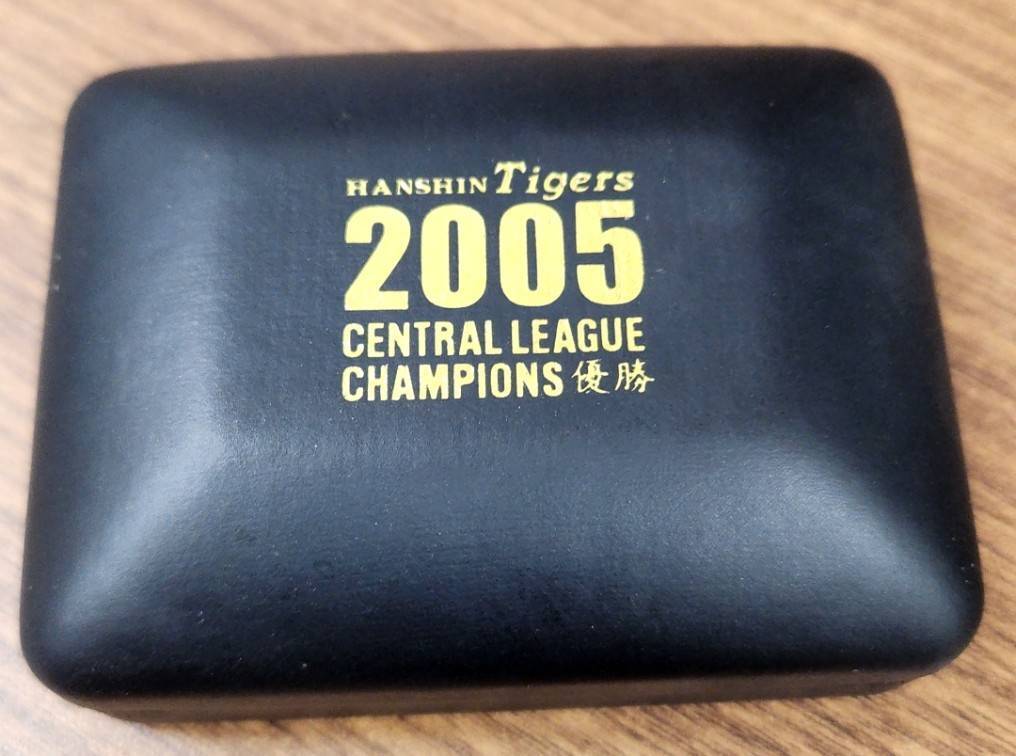 HANSHIN Tigers
2005
CENTRAL LEAGUE
CHAMPIONS 優勝